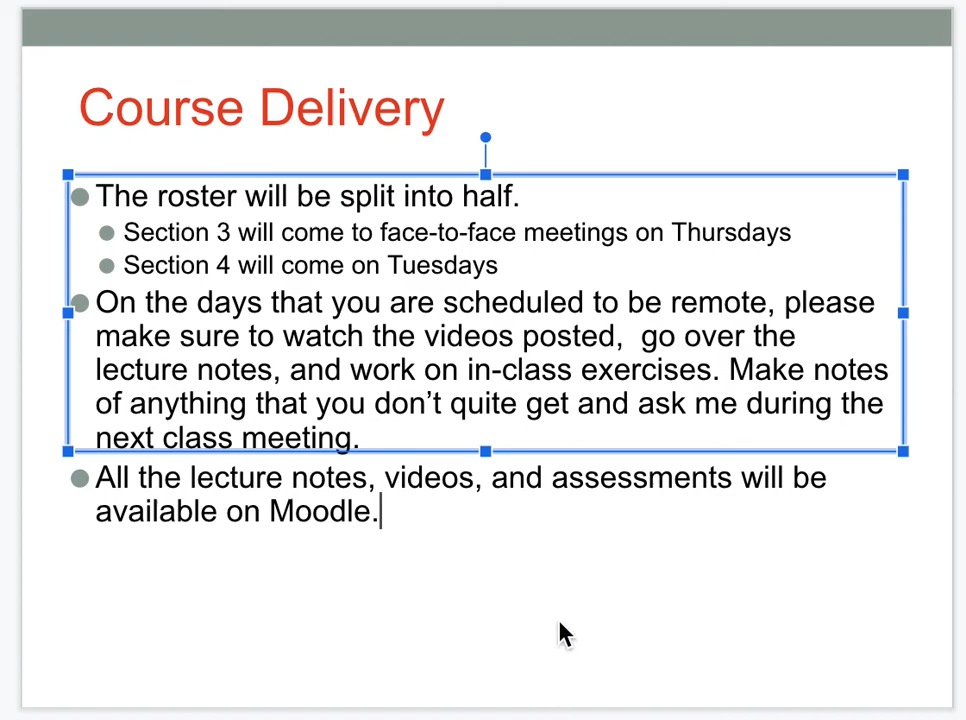 Course Delivery
The roster will be split into half.
Section 3 will come to face-to-face meetings on Thursdays
Section 4 will come on Tuesdays
On the days that you are scheduled to be remote, please
make sure to watch the videos posted,  go over the
lecture notes, and work on in-class exercises. Make notes
of anything that you don’t quite get and ask me during the
next class meeting.
All the lecture notes, videos, and assessments will be
available on Moodle.